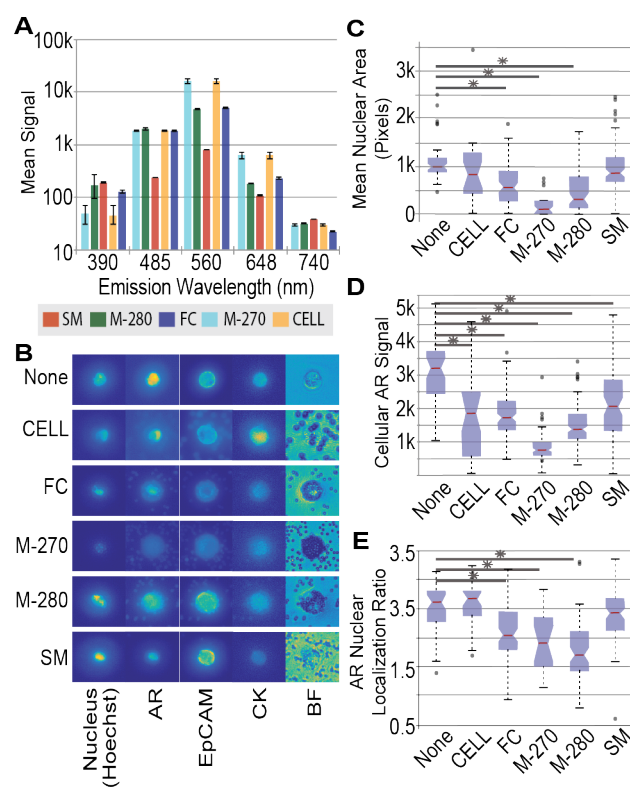 A
100k
10k
1k
100
10
Mean Signal
390 485 560 648 740
Emission Wavelength (nm)
SM M-280 FC M-270 CELL
B
None
CELL
FC
M-270
M-280
SM
Nucleus
(Hoechst)
AR
EpCAM
CK
BF
C
Mean Nuclear Area
(Pixels)
3k
2k
1k
0
*
*
*
None CELL FC M-270 M-280 SM
D
Cellular AR Signal
5k
4k
3k
2k
1k
*
*
*
*
*
None CELL FC M-270 M-280 SM
E
AR Nuclear
Localization Ratio
3.5
3.5
1.5
0.5
*
*
*
None CELL FC M-270 M-280 SM